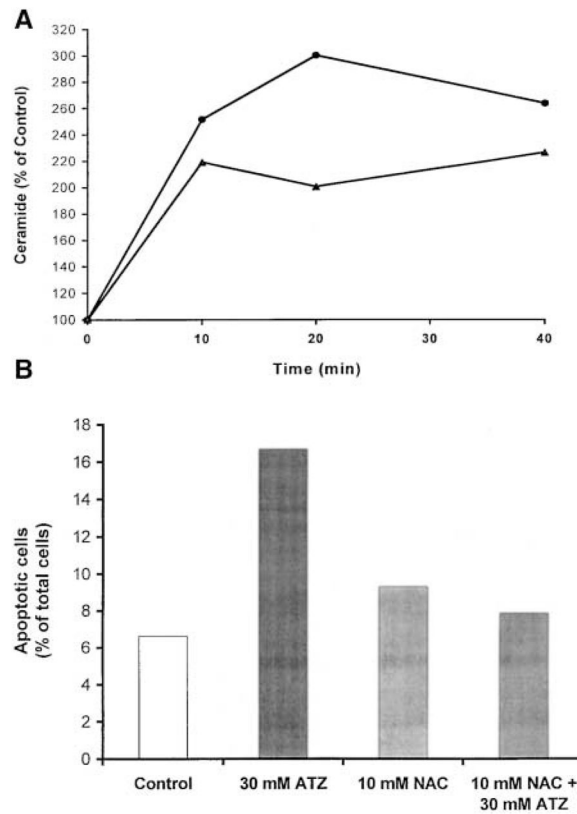 A
Ceramide (% of Control)
320
300
280
260
240
220
200
180
160
140
120
100
0 10 20 30 40
Time (min)
B
Apoptotic cells
(% of total cells)
18
16
14
12
10
8
6
4
2
0
Control 30 mM ATZ 10 mM NAC 10 mM NAC +
30 mM ATZ